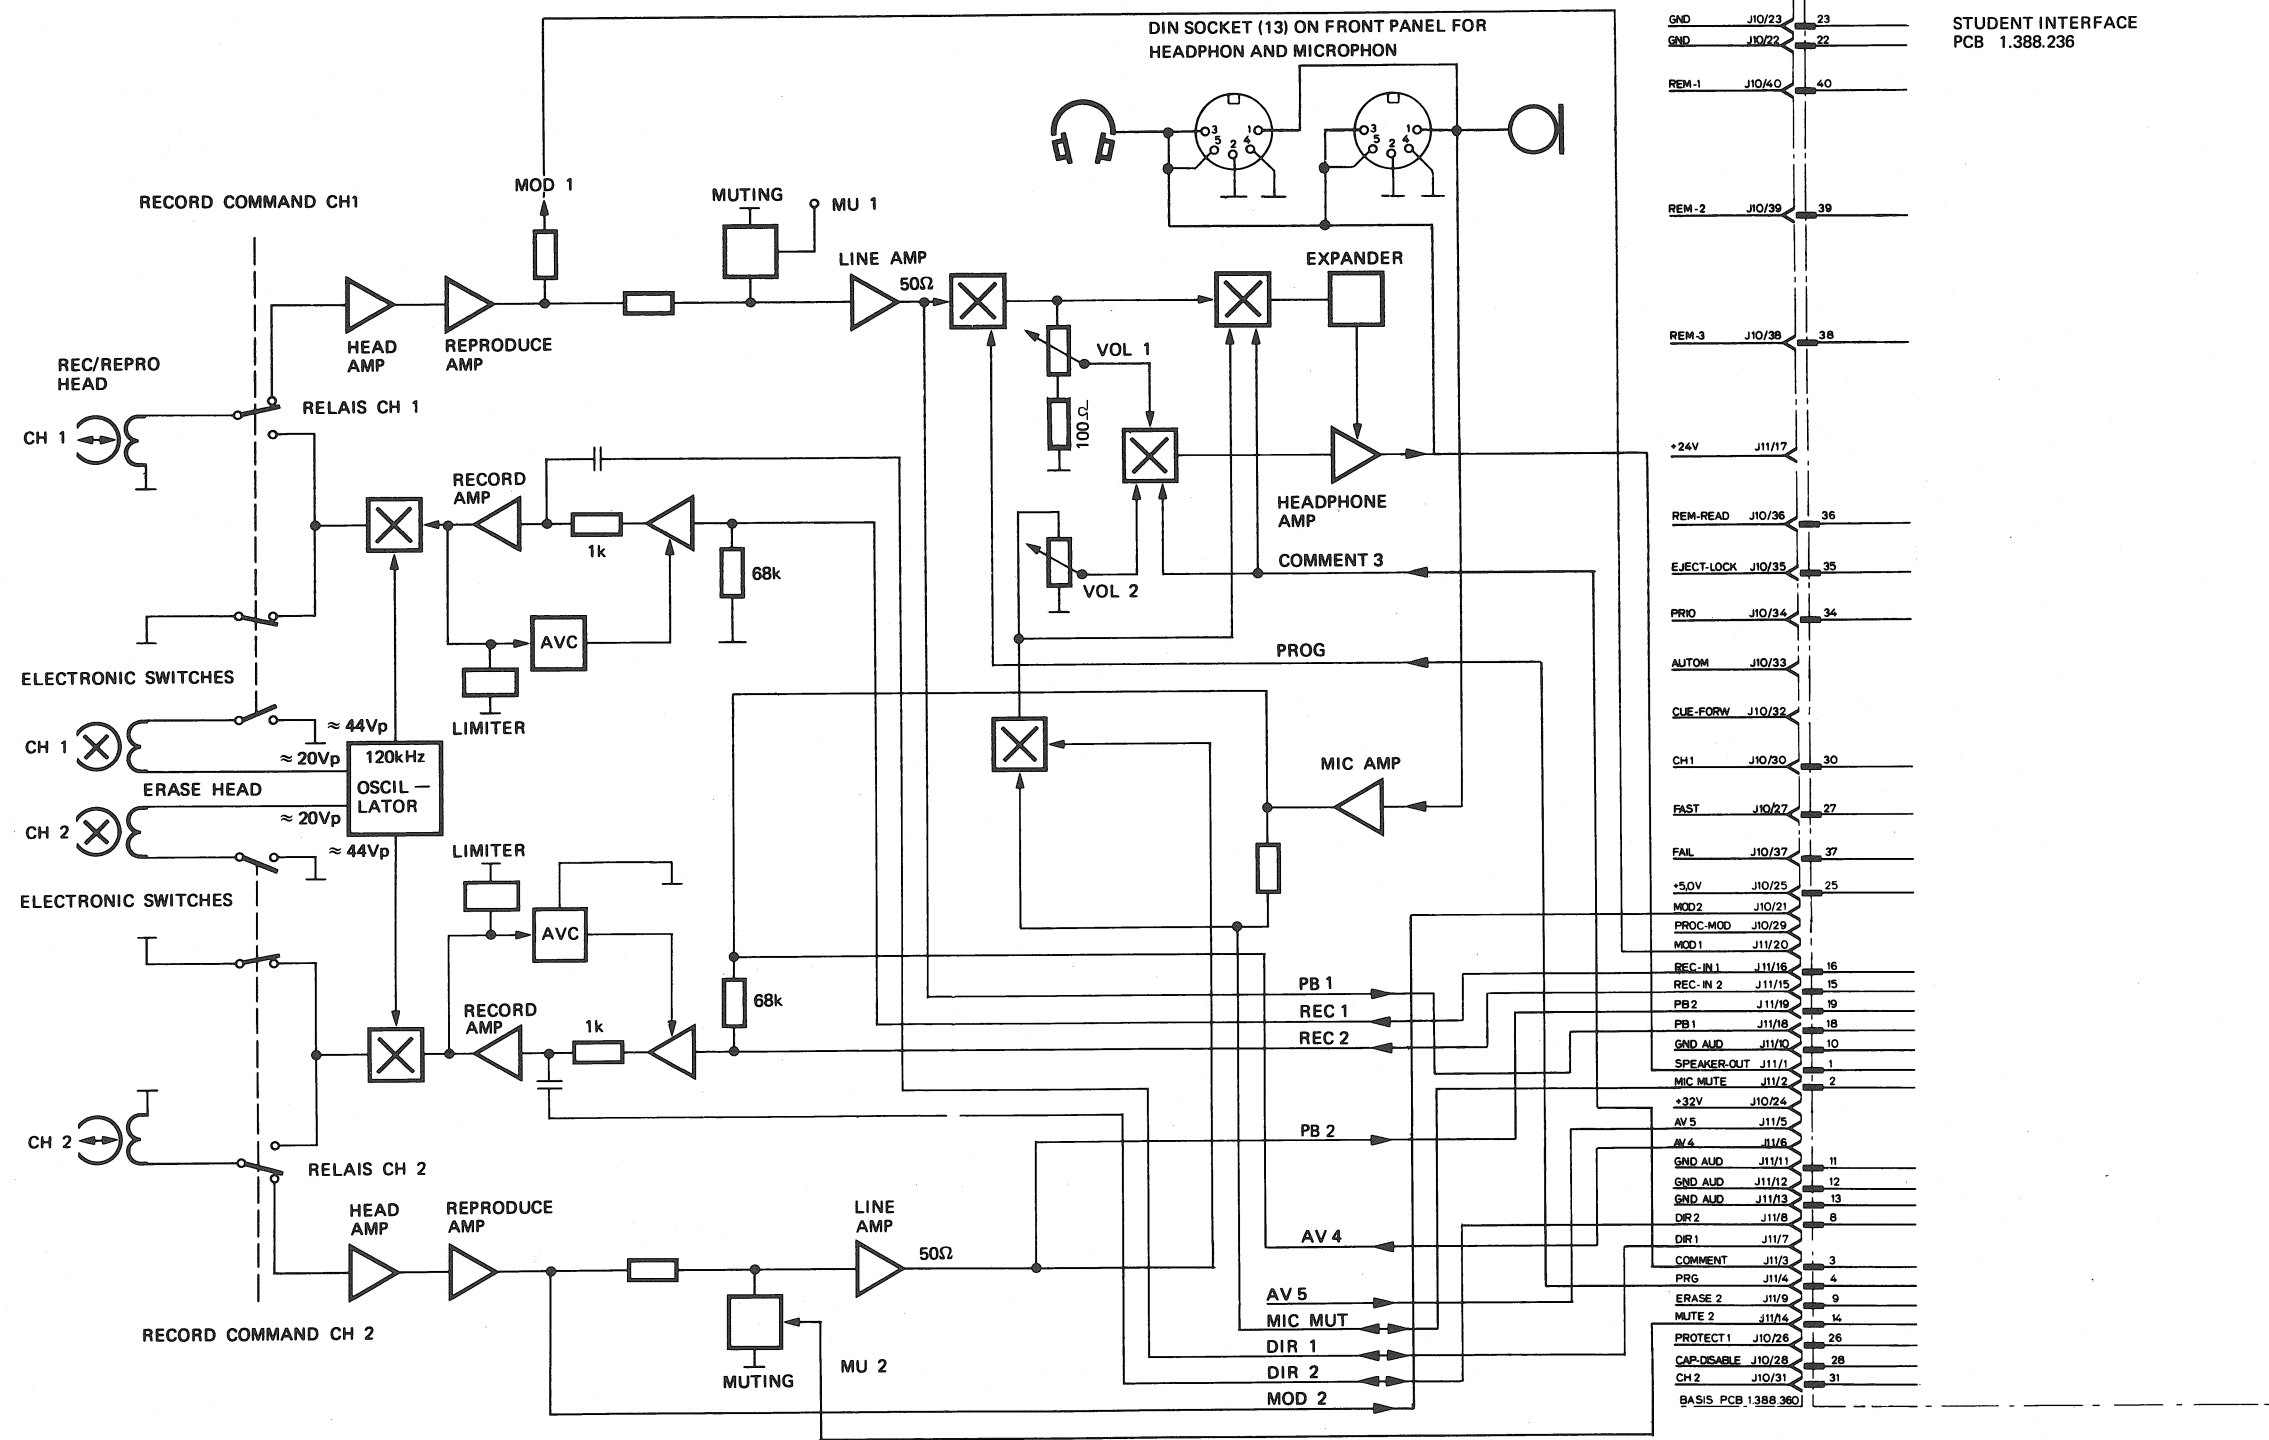 DIN SOCKET (13) ON FRONT PANEL FOR
HEADPHON AND MICROPHON
STUDENT INTERFACE
PCB 1.388.236
RECORD COMMAND CH1
MOD 1
MUTING
MU 1
LINE AMP
50Ω
3
1
5
2
4
3
1
5
2
4
EXPANDER
HEAD
AMP
REPRODUCE
AMP
VOL 1
100Ω
REC/REPRO
HEAD
RELAIS CH 1
CH 1
RECORD
AMP
1k
68k
HEADPHONE
AMP
COMMENT 3
VOL 2
AVC
LIMITER
PROG
ELECTRONIC SWITCHES
≈ 44Vp
CH 1
≈ 20Vp
120kHz
OSCIL –
LATOR
ERASE HEAD
CH 2
≈ 20Vp
≈ 44Vp
MIC AMP
LIMITER
AVC
ELECTRONIC SWITCHES
68k
RECORD
AMP
1k
PB 1
REC 1
REC 2
PB 2
CH 2
RELAIS CH 2
HEAD
AMP
REPRODUCE
AMP
LINE
AMP
50Ω
AV 4
AV 5
MIC MUT
DIR 1
DIR 2
MOD 2
RECORD COMMAND CH 2
MUTING
MU 2
GND J10/23 23
GND J10/22 22
REM-1 J10/40 40
REM-2 J10/39 39
REM-3 J10/38 38
+24V J11/17
REM-READ J10/36 36
EJECT-LOCK J10/35 35
PRIO J10/34 34
AUTOM J10/33
CUE-FORW J10/32
CH1 J10/30 30
FAST J10/27 27
FAIL J10/37 37
+5,0V J10/25 25
MOD2 J10/21
PROC-MOD J10/29
MOD1 J11/20
REC-IN 1 J11/16 16
REC-IN 2 J11/15 15
PB2 J11/19 19
PB1 J11/18 18
GND AUD J11/10 10
SPEAKER-OUT J11/1 1
MIC MUTE J11/2 2
+32V J10/24
AV 5 J11/5
AV 4 J11/6
GND AUD J11/11 11
GND AUD J11/12 12
GND AUD J11/13 13
DIR 2 J11/8 8
DIR 1 J11/7
COMMENT J11/3 3
PRG J11/4 4
ERASE 2 J11/9 9
MUTE 2 J11/14 14
PROTECT 1 J10/26 26
CAP-DISABLE J10/28 28
CH 2 J10/31 31
BASIS PCB 1.388.360